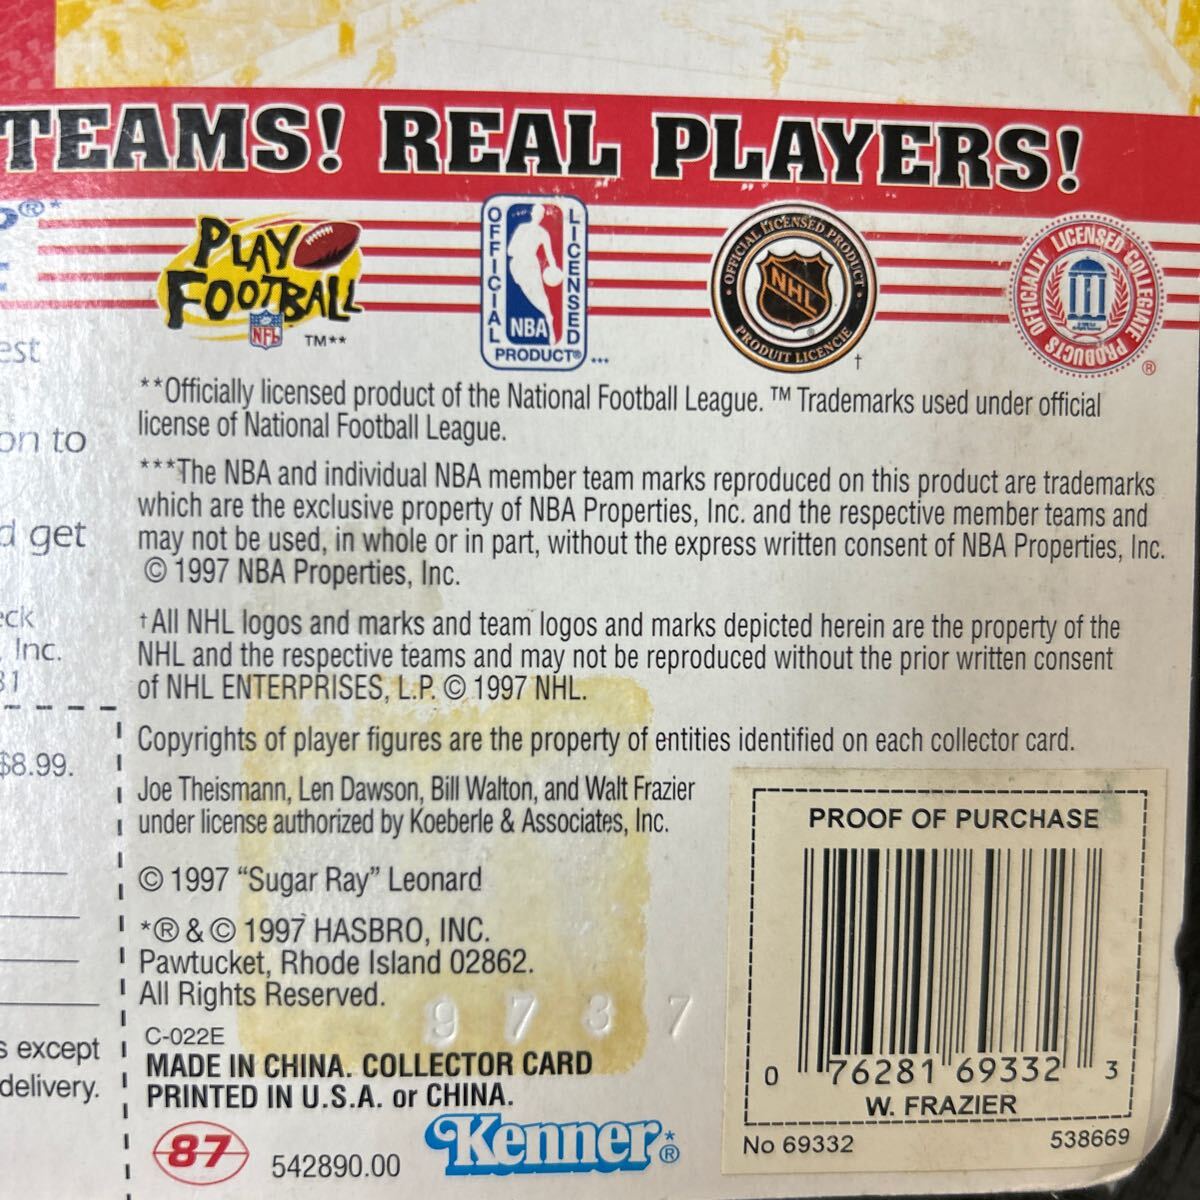 TEAMS! REAL PLAYERS!
®*
PLAY
FOOTBALL
NFL
TM**
OFFICIAL
LICENSED
NBA
PRODUCT® ...
OFFICIAL LICENSED PRODUCT
NHL
®
PRODUIT LICENCIÉ
†
OFFICIALLY LICENSED COLLEGIATE PRODUCTS
®
est
on to
d get
eck
, Inc.
31
$8.99.
s except
delivery.
**Officially licensed product of the National Football League. ™ Trademarks used under official
license of National Football League.
***The NBA and individual NBA member team marks reproduced on this product are trademarks
which are the exclusive property of NBA Properties, Inc. and the respective member teams and
may not be used, in whole or in part, without the express written consent of NBA Properties, Inc.
© 1997 NBA Properties, Inc.
†All NHL logos and marks and team logos and marks depicted herein are the property of the
NHL and the respective teams and may not be reproduced without the prior written consent
of NHL ENTERPRISES, L.P. © 1997 NHL.
Copyrights of player figures are the property of entities identified on each collector card.
Joe Theismann, Len Dawson, Bill Walton, and Walt Frazier
under license authorized by Koeberle & Associates, Inc.
© 1997 “Sugar Ray” Leonard
*® & © 1997 HASBRO, INC.
Pawtucket, Rhode Island 02862.
All Rights Reserved.
9 7 3 7
C-022E
MADE IN CHINA. COLLECTOR CARD
PRINTED IN U.S.A. or CHINA.
87
542890.00
Kenner*®
PROOF OF PURCHASE
0 76281 69332 3
W. FRAZIER
No 69332
538669